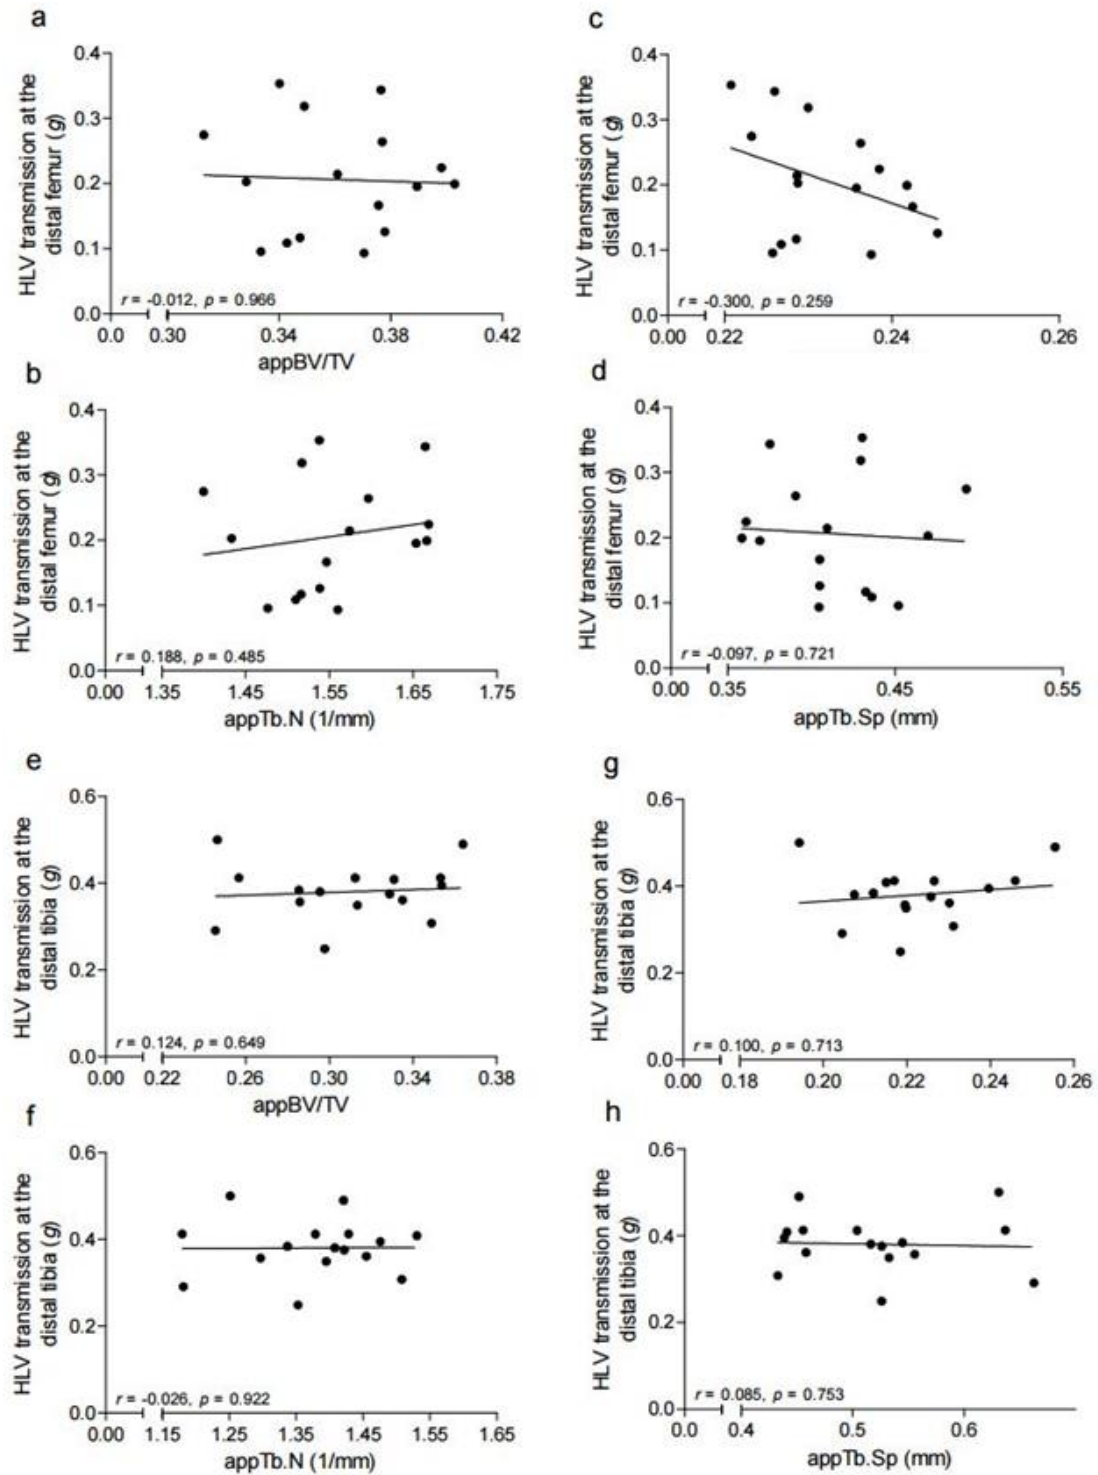 a
HLV transmission at the
distal femur (g)
0.4
0.3
0.2
0.1
0.0
r = -0.012, p = 0.966
0.0 0.30 0.34 0.38 0.42
appBV/TV
c
HLV transmission at the
distal femur (g)
0.4
0.3
0.2
0.1
0.0
r = -0.300, p = 0.259
0.00 0.22 0.24 0.26
b
HLV transmission at the
distal femur (g)
0.4
0.3
0.2
0.1
0.0
r = 0.188, p = 0.485
0.00 1.35 1.45 1.55 1.65 1.75
appTb.N (1/mm)
d
HLV transmission at the
distal femur (g)
0.4
0.3
0.2
0.1
0.0
r = -0.097, p = 0.721
0.00 0.35 0.45 0.55
appTb.Sp (mm)
e
HLV transmission at the
distal tibia (g)
0.6
0.4
0.2
0.0
r = 0.124, p = 0.649
0.00 0.22 0.26 0.30 0.34 0.38
appBV/TV
g
HLV transmission at the
distal tibia (g)
0.6
0.4
0.2
0.0
r = 0.100, p = 0.713
0.00 0.18 0.20 0.22 0.24 0.26
f
HLV transmission at the
distal tibia (g)
0.6
0.4
0.2
0.0
r = -0.026, p = 0.922
0.00 1.15 1.25 1.35 1.45 1.55 1.65
appTb.N (1/mm)
h
HLV transmission at the
distal tibia (g)
0.6
0.4
0.2
0.0
r = 0.085, p = 0.753
0.0 0.4 0.5 0.6
appTb.Sp (mm)